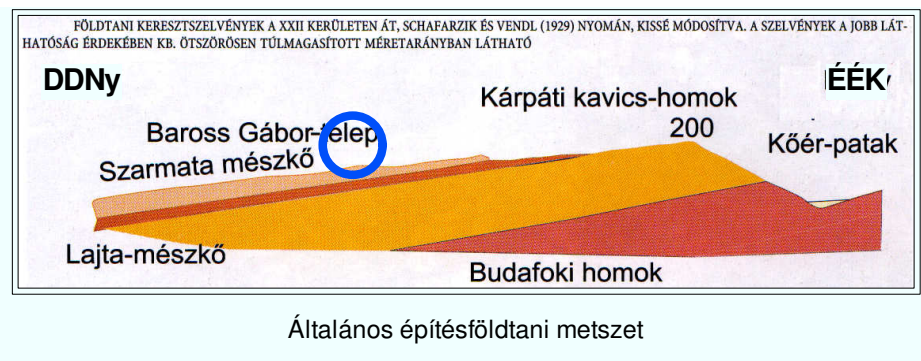 FÖLDTANI KERESZTSZELVÉNYEK A XXII KERÜLETEN ÁT, SCHAFARZIK ÉS VENDL (1929) NYOMÁN, KISSÉ MÓDOSÍTVA. A SZELVÉNYEK A JOBB LÁT-
HATÓSÁG ÉRDEKÉBEN KB. ÖTSZÖRÖSEN TÚLMAGASÍTOTT MÉRETARÁNYBAN LÁTHATÓ
DDNy
ÉÉK
Kárpáti kavics-homok
200
Baross Gábor-telep
Kőér-patak
Szarmata mészkő
Lajta-mészkő
Budafoki homok
Általános építésföldtani metszet